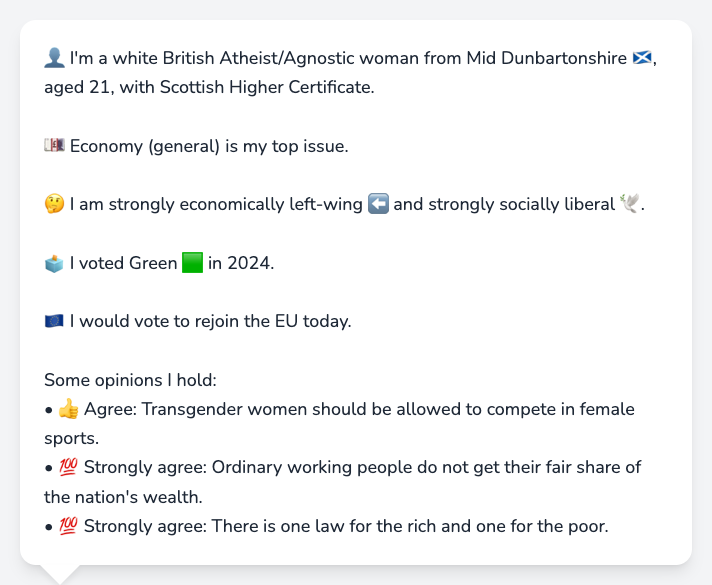 👤 I'm a white British Atheist/Agnostic woman from Mid Dunbartonshire 🏴󠁧󠁢󠁳󠁣󠁴󠁿,
aged 21, with Scottish Higher Certificate.
💷 Economy (general) is my top issue.
🤔 I am strongly economically left-wing ⬅️ and strongly socially liberal 🕊️.
🗳️ I voted Green 🟩 in 2024.
🇪🇺 I would vote to rejoin the EU today.
Some opinions I hold:
• 👍 Agree: Transgender women should be allowed to compete in female
sports.
• 💯 Strongly agree: Ordinary working people do not get their fair share of
the nation's wealth.
• 💯 Strongly agree: There is one law for the rich and one for the poor.